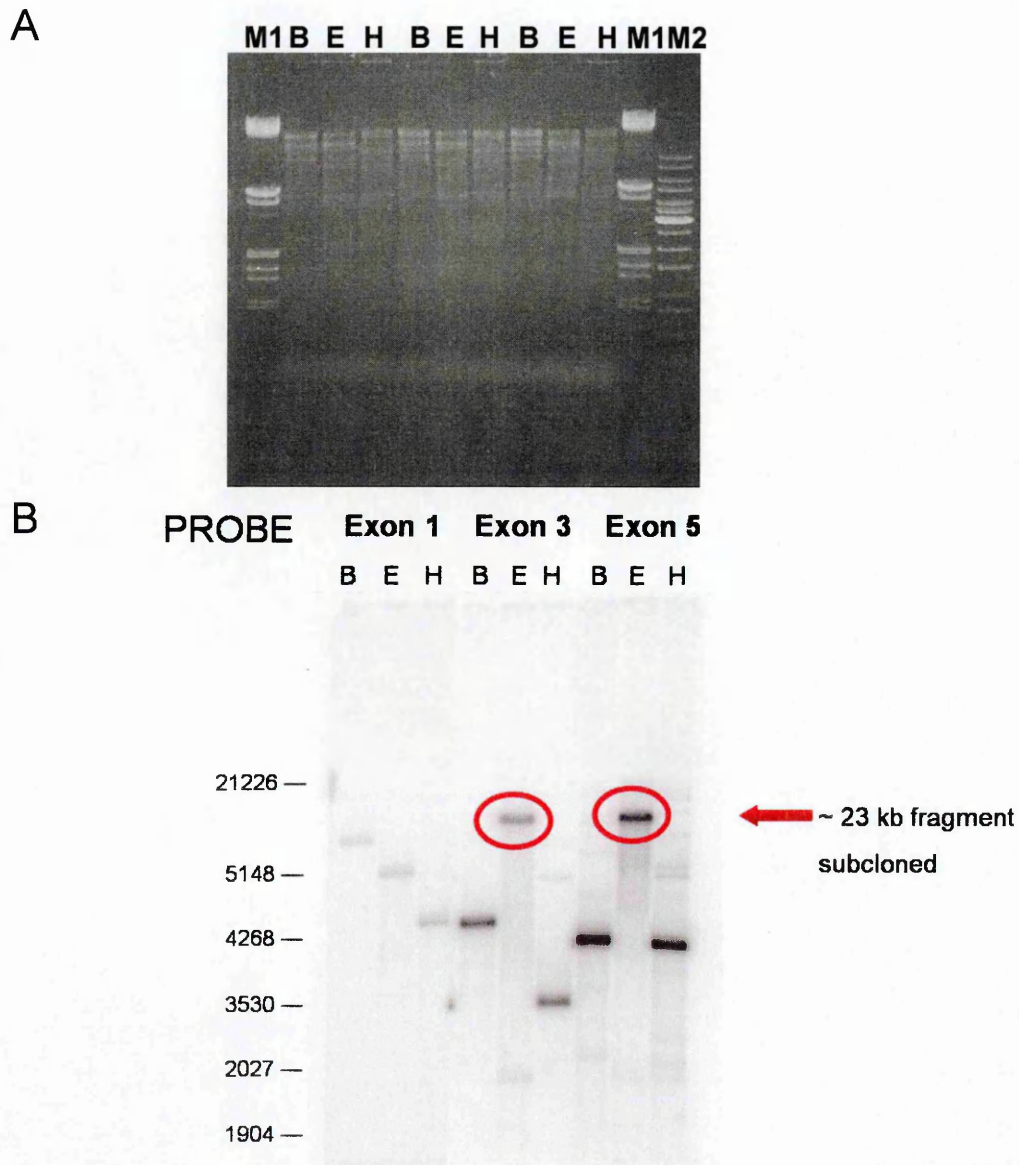 A
M1 B E H B E H B E H M1 M2
B
PROBE Exon 1 Exon 3 Exon 5
B E H B E H B E H
21226 —
~ 23 kb fragment
subcloned
5148 —
4268 —
3530 —
2027 —
1904 —